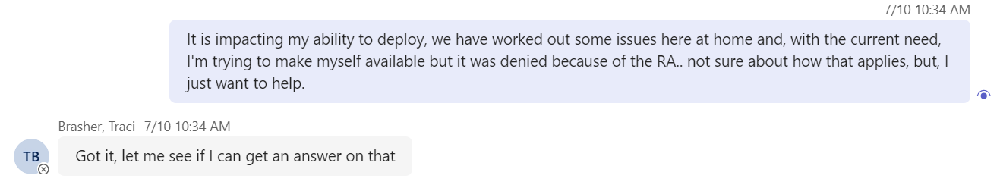 7/10 10:34 AM
It is impacting my ability to deploy, we have worked out some issues here at home and, with the current need,
I'm trying to make myself available but it was denied because of the RA.. not sure about how that applies, but, I
just want to help.
Brasher, Traci 7/10 10:34 AM
TB
Got it, let me see if I can get an answer on that